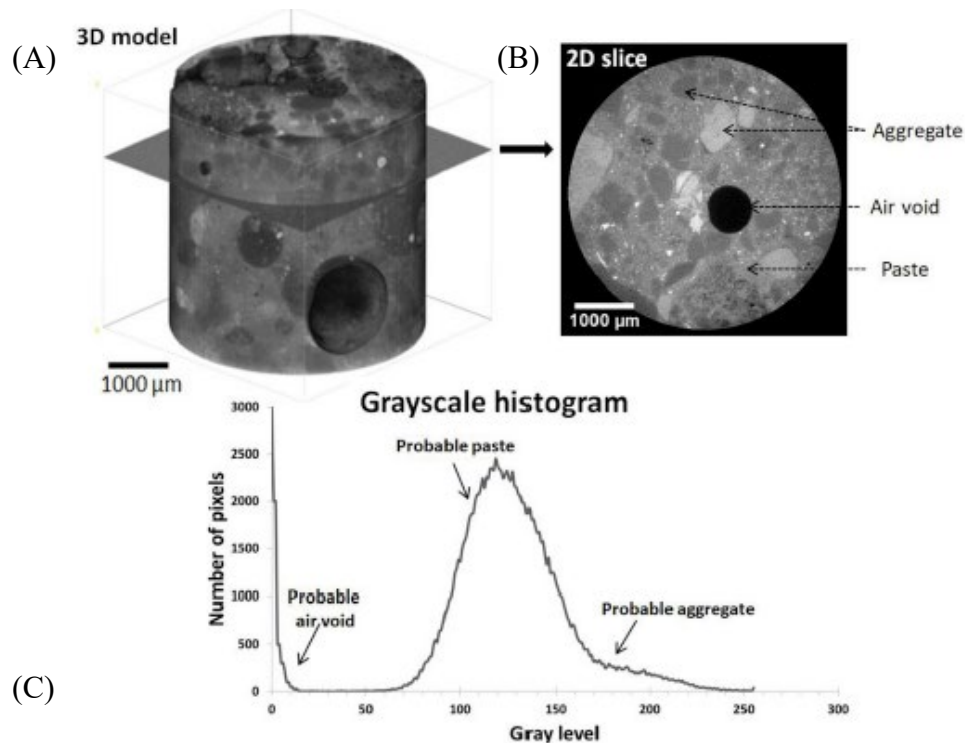 (A)
3D model
1000 µm
(B)
2D slice
Aggregate
Air void
Paste
1000 µm
Grayscale histogram
3000
2500
2000
1500
1000
500
0
Number of pixels
Probable paste
Probable
air void
Probable aggregate
0
50
100
150
200
250
300
Gray level
(C)